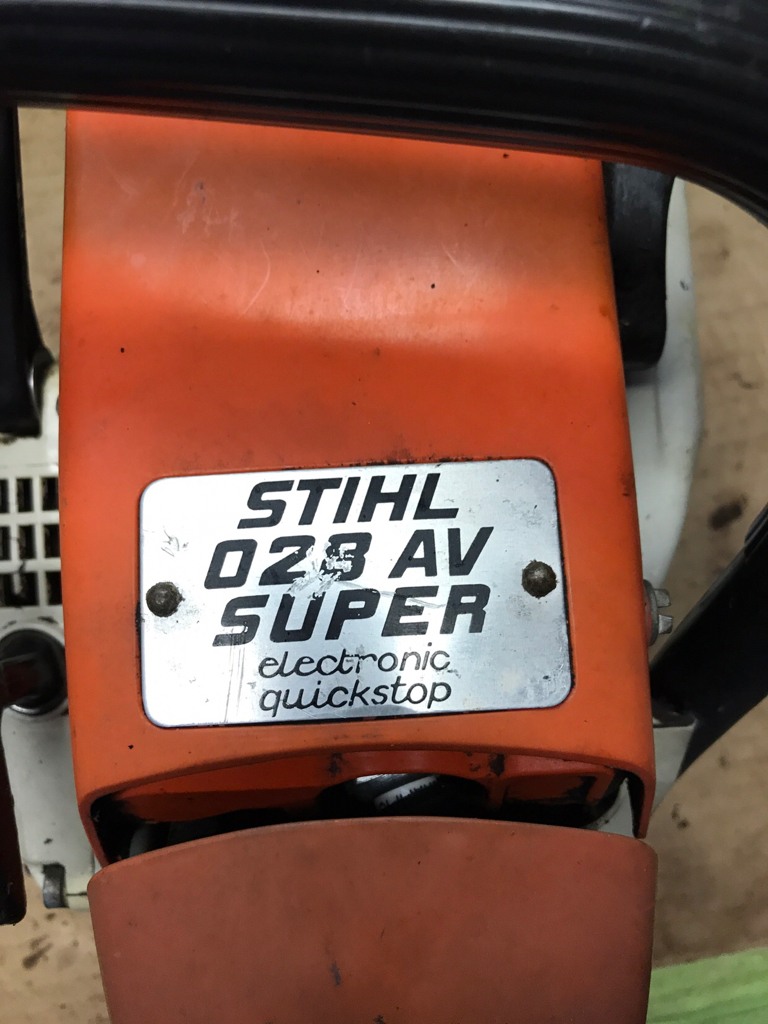 STIHL
028 AV
SUPER
electronic
quickstop